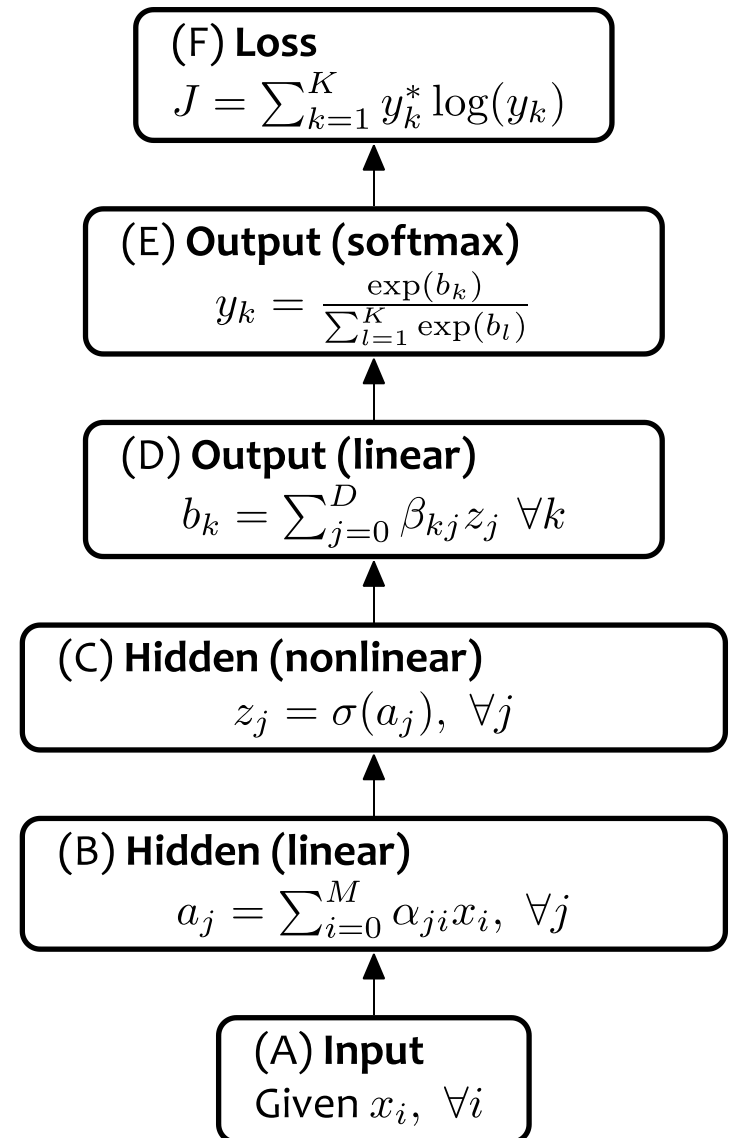 (F) Loss
J = ∑_{k=1}^{K} y_k^* log(y_k)
(E) Output (softmax)
y_k = \frac{exp(b_k)}{∑_{l=1}^{K} exp(b_l)}
(D) Output (linear)
b_k = ∑_{j=0}^{D} β_{kj} z_j ∀k
(C) Hidden (nonlinear)
z_j = σ(a_j), ∀j
(B) Hidden (linear)
a_j = ∑_{i=0}^{M} α_{ji} x_i, ∀j
(A) Input
Given x_i, ∀i